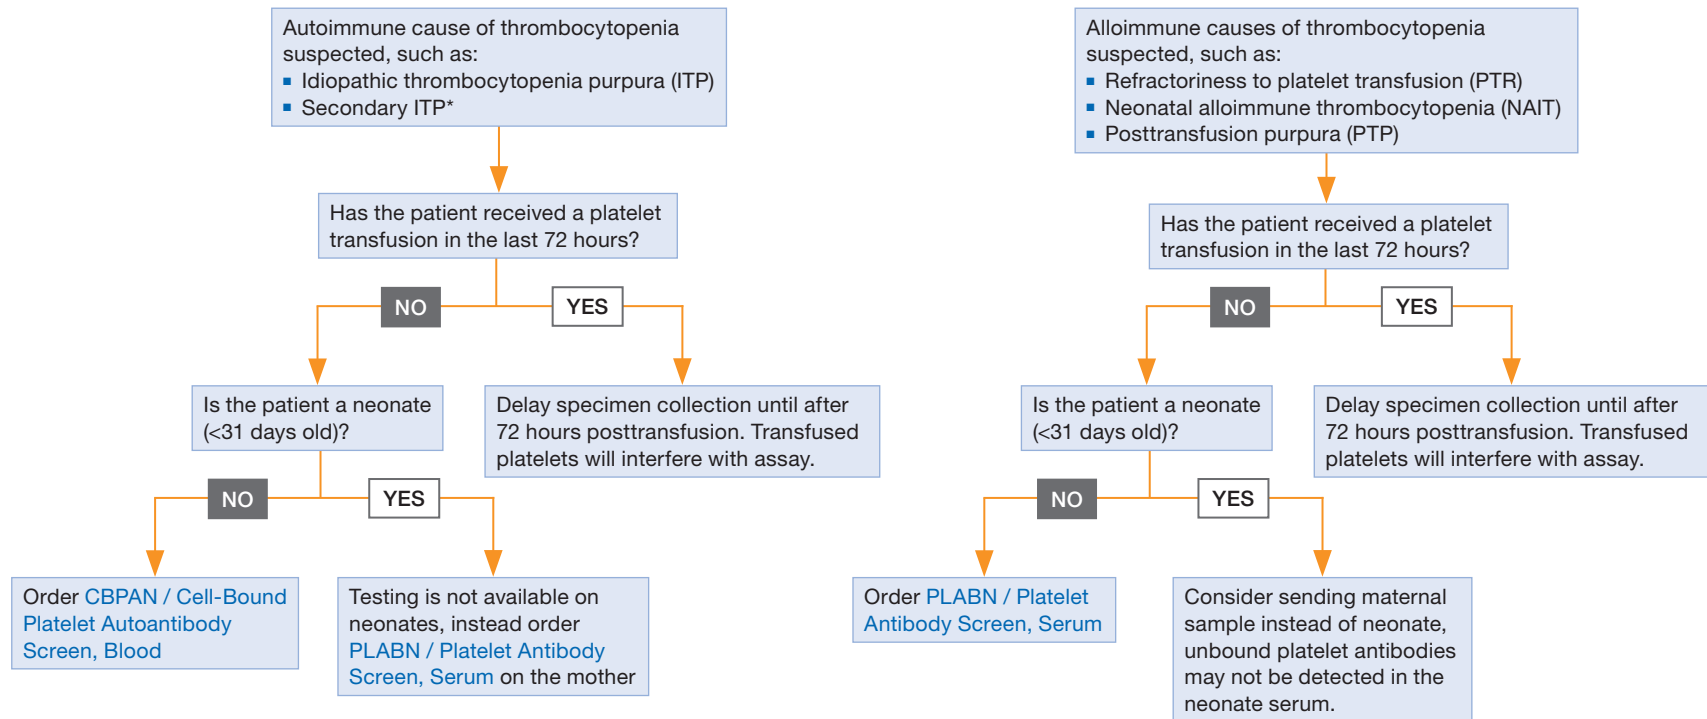 Autoimmune cause of thrombocytopenia
suspected, such as:
▪ Idiopathic thrombocytopenia purpura (ITP)
▪ Secondary ITP*
Has the patient received a platelet
transfusion in the last 72 hours?
NO
YES
Is the patient a neonate
(<31 days old)?
Delay specimen collection until after
72 hours posttransfusion. Transfused
platelets will interfere with assay.
NO
YES
Order CBPAN / Cell-Bound
Platelet Autoantibody
Screen, Blood
Testing is not available on
neonates, instead order
PLABN / Platelet Antibody
Screen, Serum on the mother
Alloimmune causes of thrombocytopenia
suspected, such as:
▪ Refractoriness to platelet transfusion (PTR)
▪ Neonatal alloimmune thrombocytopenia (NAIT)
▪ Posttransfusion purpura (PTP)
Has the patient received a platelet
transfusion in the last 72 hours?
NO
YES
Is the patient a neonate
(<31 days old)?
Delay specimen collection until after
72 hours posttransfusion. Transfused
platelets will interfere with assay.
NO
YES
Order PLABN / Platelet
Antibody Screen, Serum
Consider sending maternal
sample instead of neonate,
unbound platelet antibodies
may not be detected in the
neonate serum.